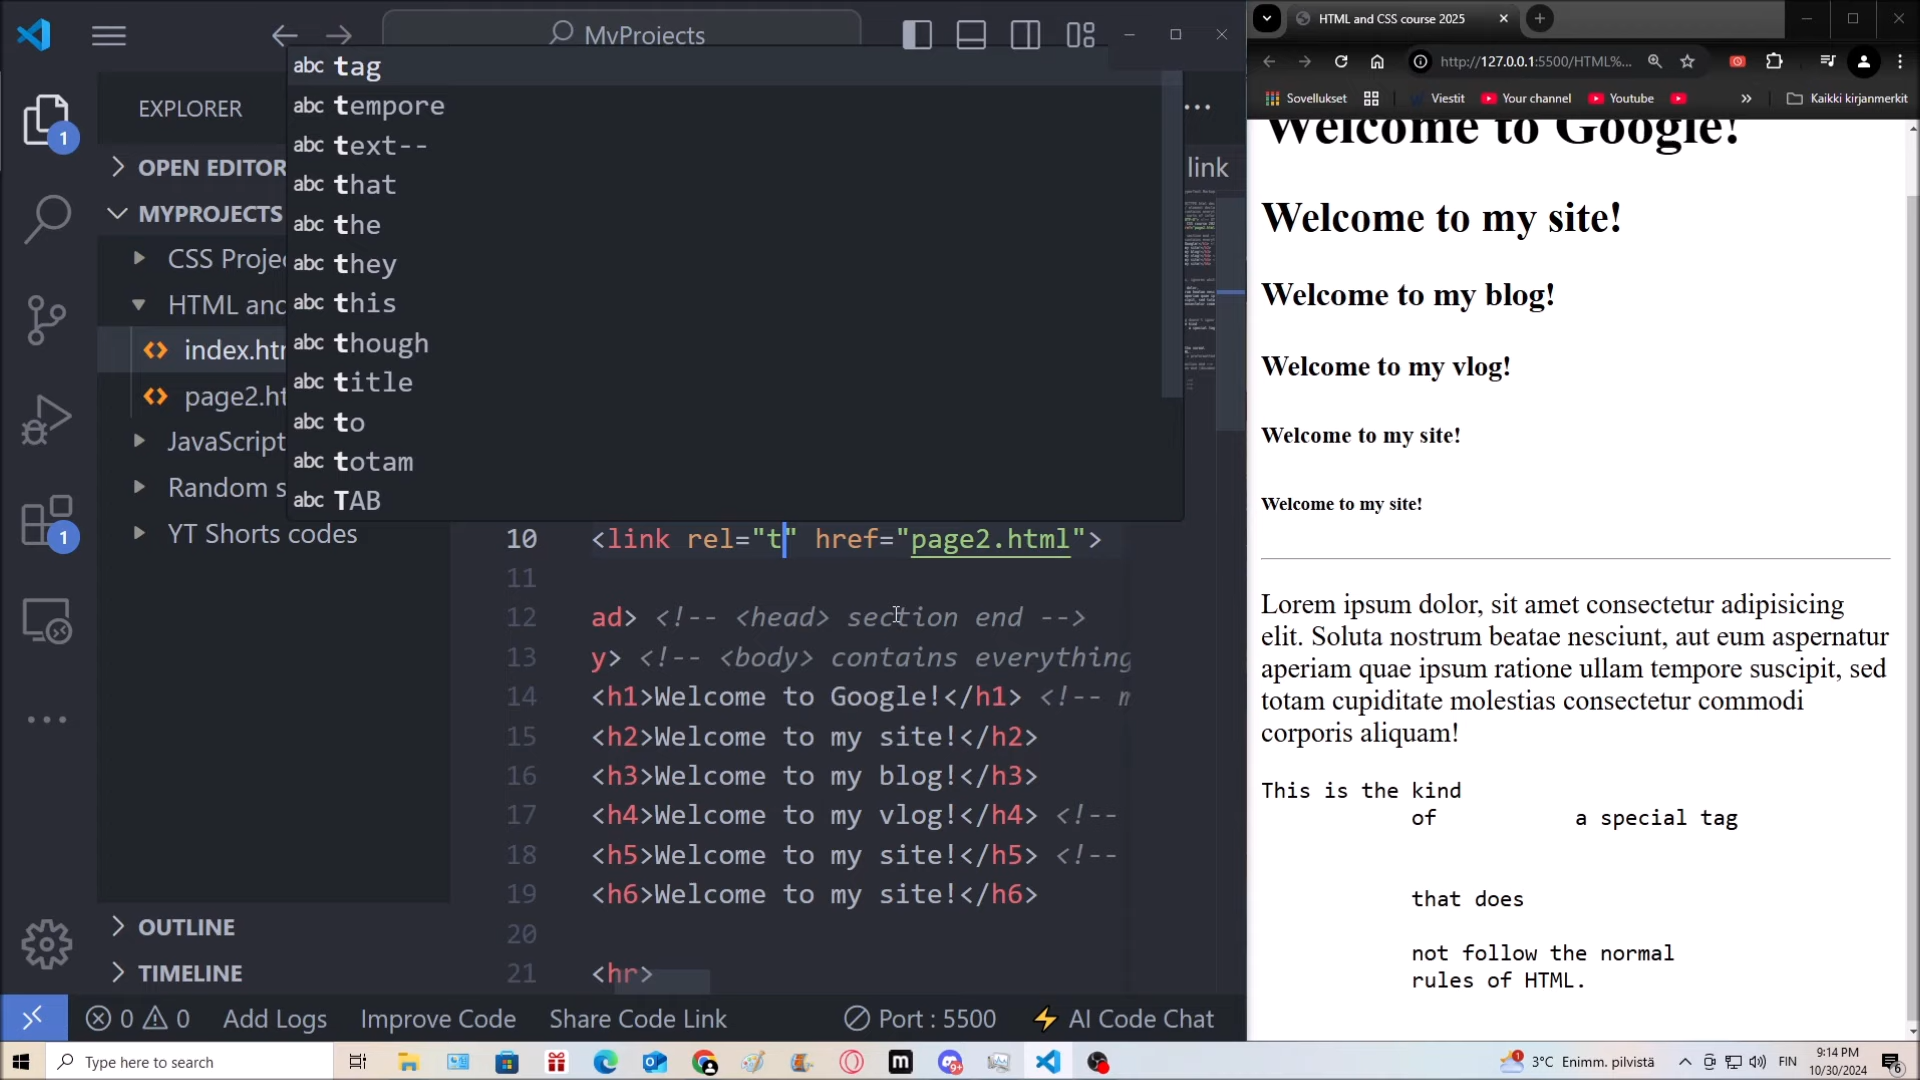 MyProjects
EXPLORER
OPEN EDITOR
MYPROJECTS
CSS Projec
HTML and
index.htm
page2.ht
JavaScript
Random s
YT Shorts codes
OUTLINE
TIMELINE
1
1
abc tag
abc tempore
abc text--
abc that
abc the
abc they
abc this
abc though
abc title
abc to
abc totam
abc TAB
link
10 <link rel="t" href="page2.html">
11
12 ad> <!-- <head> section end -->
13 y> <!-- <body> contains everything
14 <h1>Welcome to Google!</h1> <!-- m
15 <h2>Welcome to my site!</h2>
16 <h3>Welcome to my blog!</h3>
17 <h4>Welcome to my vlog!</h4> <!--
18 <h5>Welcome to my site!</h5> <!--
19 <h6>Welcome to my site!</h6>
20
21 <hr>
0 0 Add Logs Improve Code Share Code Link Port : 5500 AI Code Chat
HTML and CSS course 2025
http://127.0.0.1:5500/HTML%...
Sovellukset Viestit Your channel Youtube » Kaikki kirjanmerkit
Welcome to Google!
Welcome to my site!
Welcome to my blog!
Welcome to my vlog!
Welcome to my site!
Welcome to my site!
Lorem ipsum dolor, sit amet consectetur adipisicing
elit. Soluta nostrum beatae nesciunt, aut eum aspernatur
aperiam quae ipsum ratione ullam tempore suscipit, sed
totam cupiditate molestias consectetur commodi
corporis aliquam!
This is the kind
of a special tag
that does
not follow the normal
rules of HTML.
Type here to search
9+
m
1
3°C Enimm. pilvistä
FIN
9:14 PM
10/30/2024
6